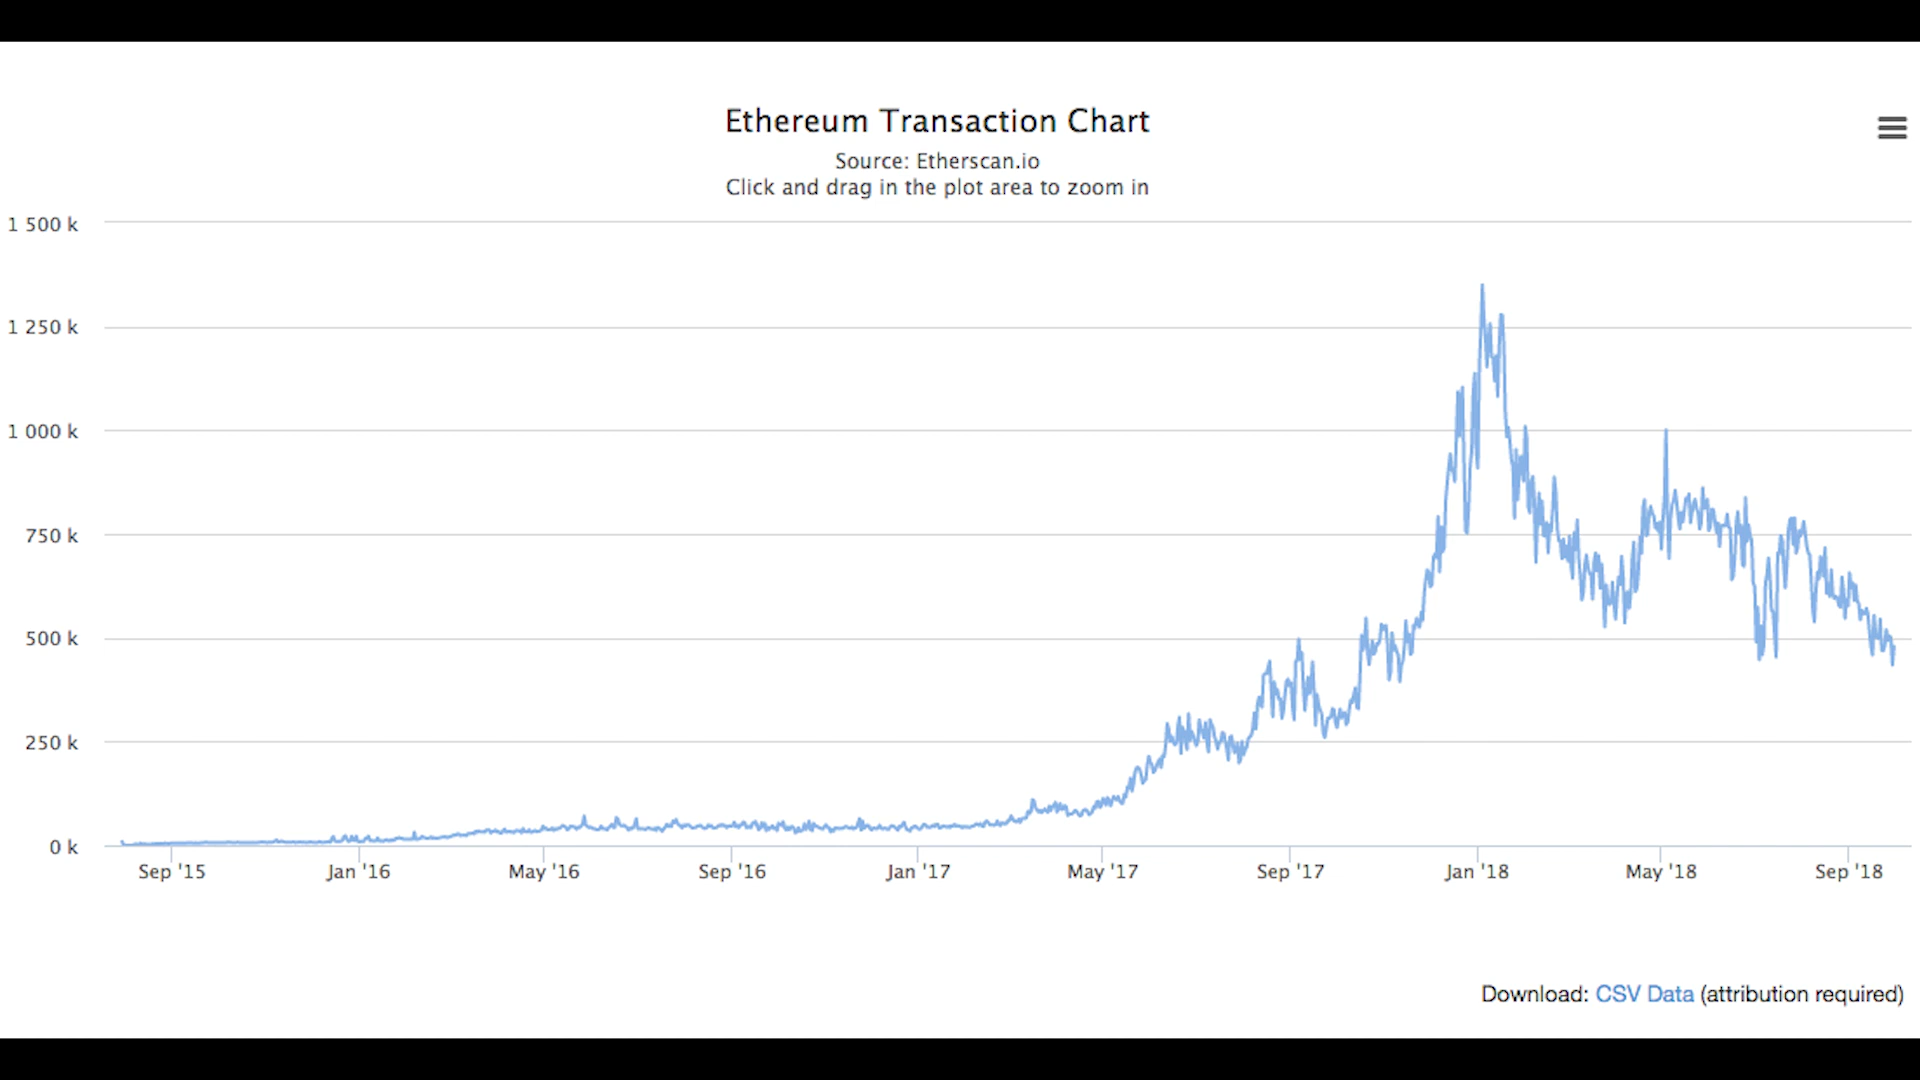 Ethereum Transaction Chart
Source: Etherscan.io
Click and drag in the plot area to zoom in
1 500 k
1 250 k
1 000 k
750 k
500 k
250 k
0 k
Sep '15 Jan '16 May '16 Sep '16 Jan '17 May '17 Sep '17 Jan '18 May '18 Sep '18
Download: CSV Data (attribution required)